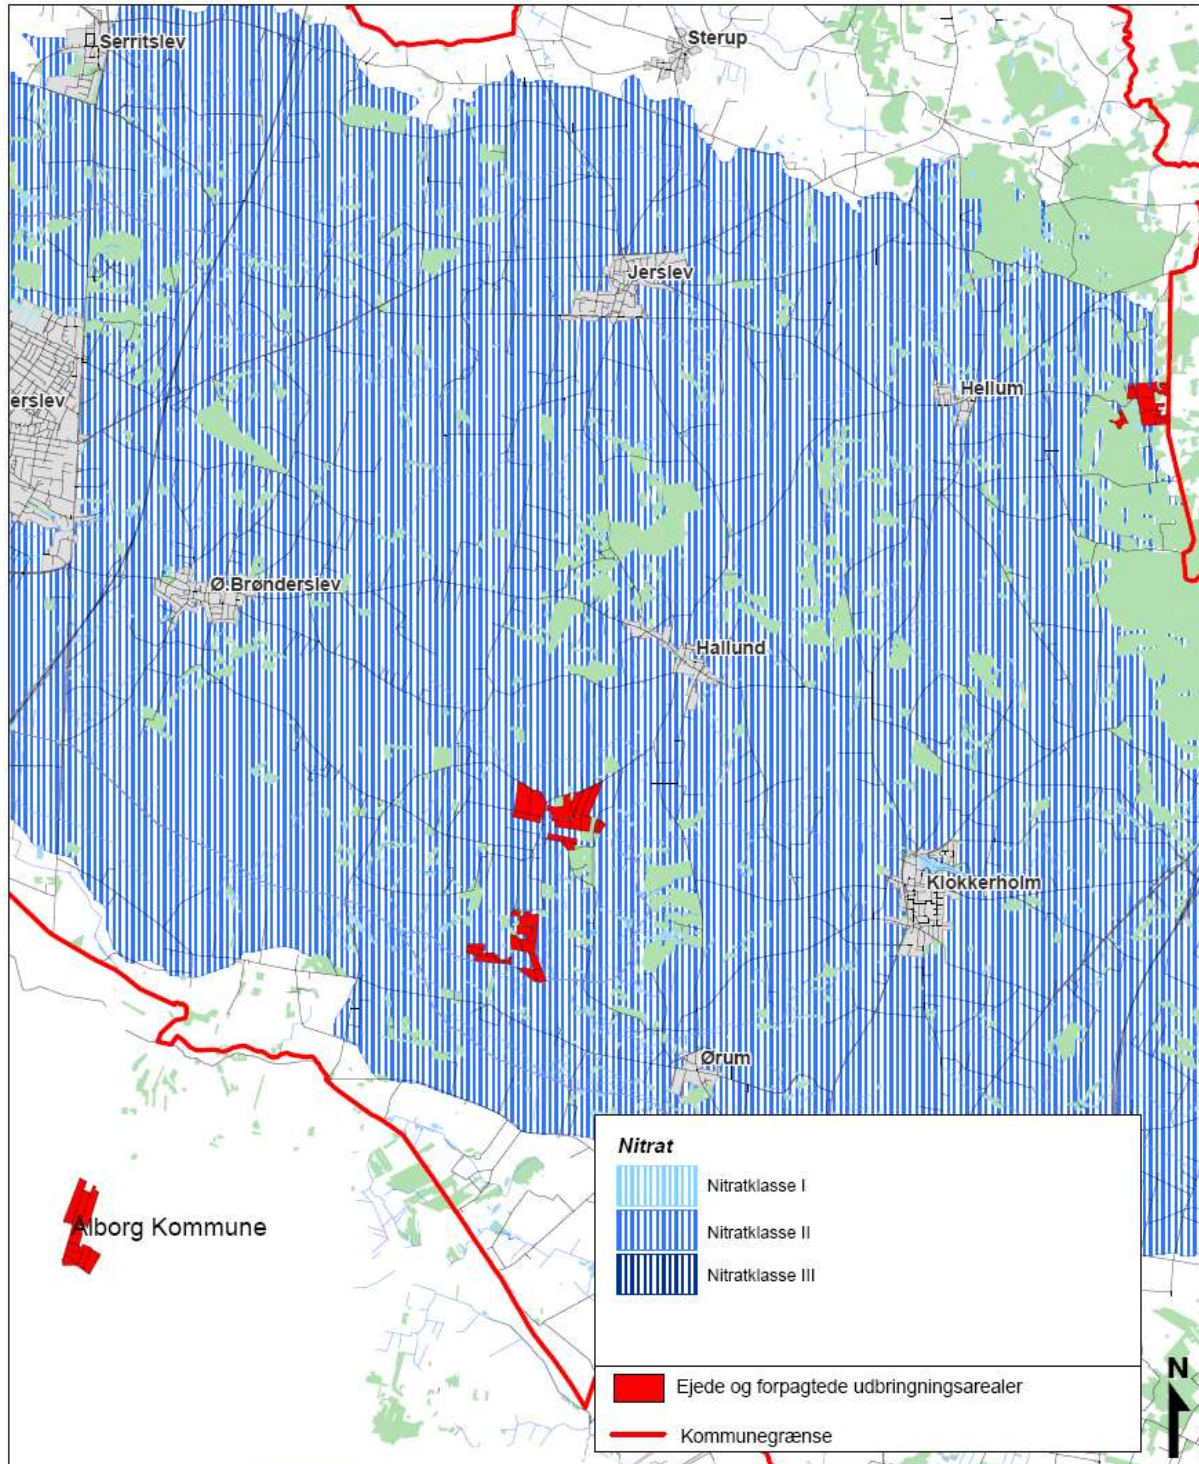 Serritslev
Sterup
Jerslev
Hellum
erslev
Ø.Brønderslev
Hallund
Klokkerholm
Ørum
Ålborg Kommune
Nitrat
Nitratklasse I
Nitratklasse II
Nitratklasse III
Ejede og forpagtede udbringningsarealer
Kommunegrænse
N